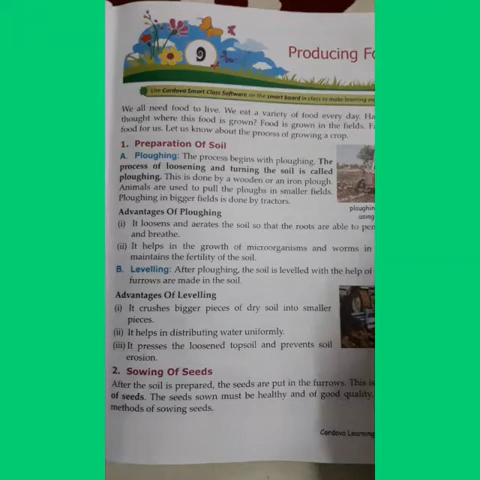 9
Producing Fo
Use Cordova Smart Class Software on the smart board in class to make learning
We all need food to live. We eat a variety of food every day. Ha
thought where this food is grown? Food is grown in the fields. Fa
food for us. Let us know about the process of growing a crop.
1. Preparation Of Soil
A. Ploughing: The process begins with ploughing. The
process of loosening and turning the soil is called
ploughing. This is done by a wooden or an iron plough.
Animals are used to pull the ploughs in smaller fields.
Ploughing in bigger fields is done by tractors.
ploughin
using
Advantages Of Ploughing
(i) It loosens and aerates the soil so that the roots are able to pen
and breathe.
(ii) It helps in the growth of microorganisms and worms in
maintains the fertility of the soil.
B. Levelling: After ploughing, the soil is levelled with the help of
furrows are made in the soil.
Advantages Of Levelling
(i) It crushes bigger pieces of dry soil into smaller
pieces.
(ii) It helps in distributing water uniformly.
(iii) It presses the loosened topsoil and prevents soil
erosion.
2. Sowing Of Seeds
After the soil is prepared, the seeds are put in the furrows. This is
of seeds. The seeds sown must be healthy and of good quality.
methods of sowing seeds.
Cordova Learning